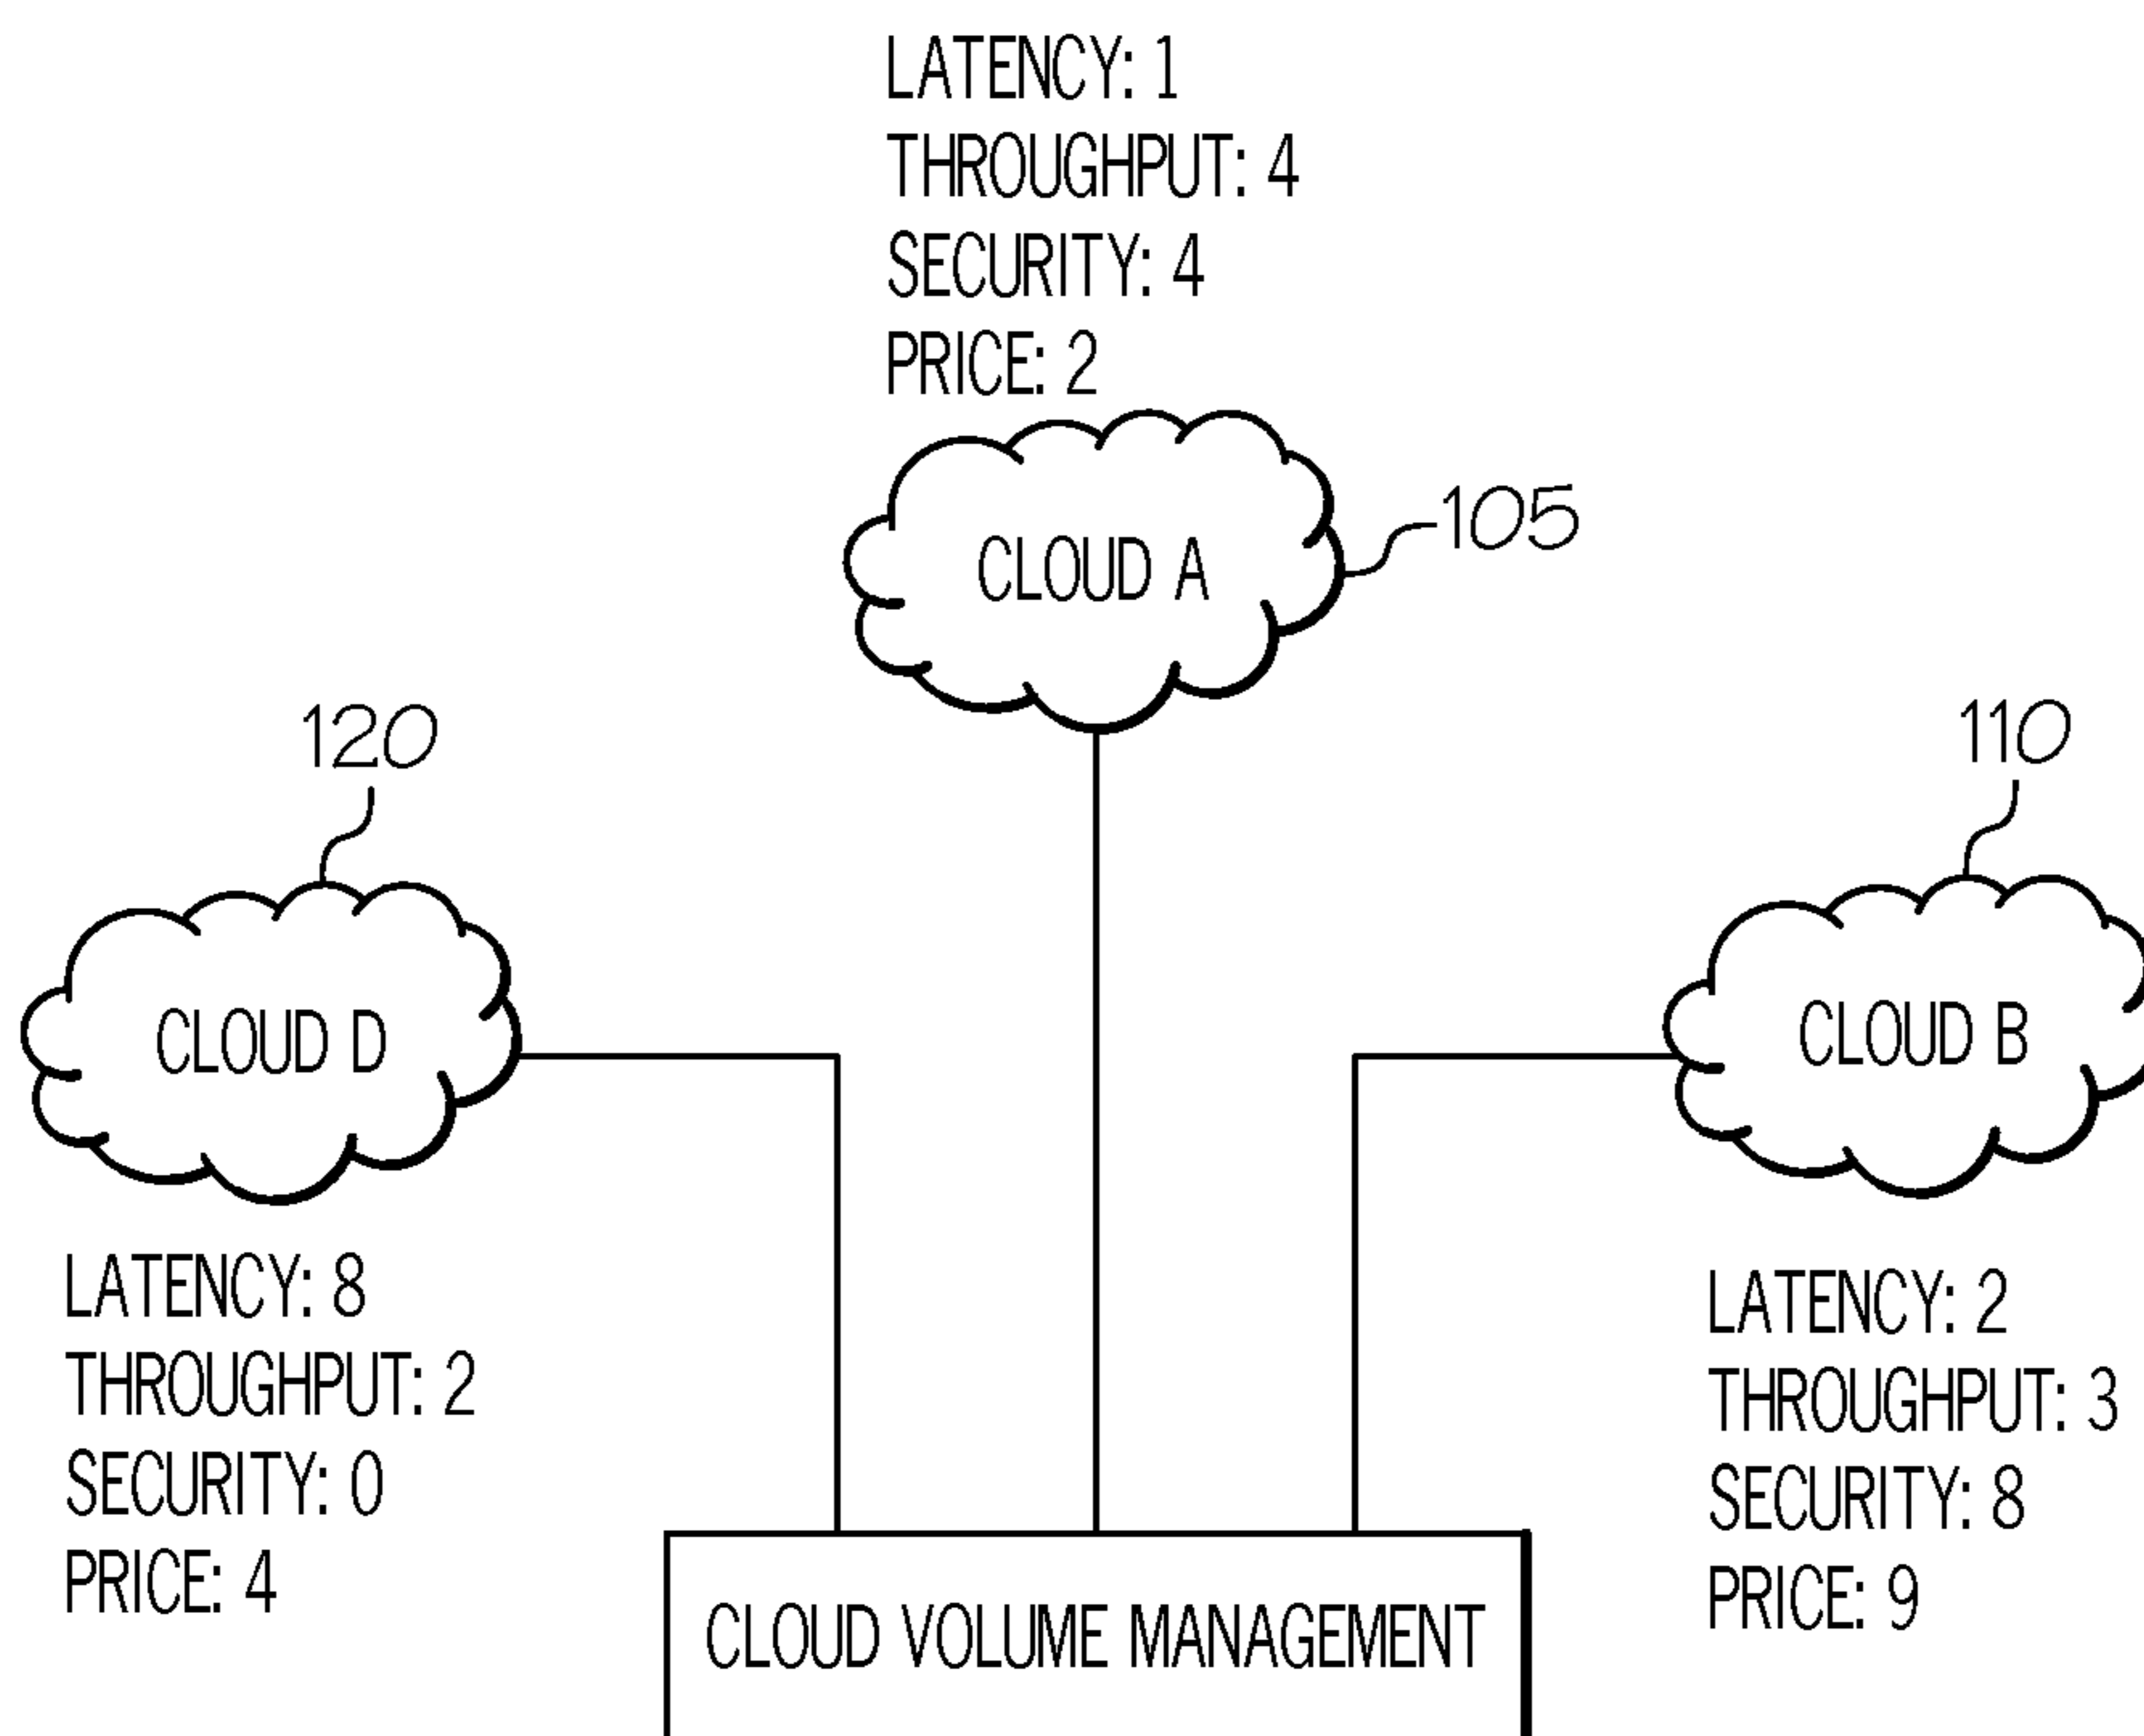 LATENCY: 1
THROUGHPUT: 4
SECURITY: 4
PRICE: 2
CLOUD A
105
120
110
CLOUD D
CLOUD B
LATENCY: 8
THROUGHPUT: 2
SECURITY: 0
PRICE: 4
LATENCY: 2
THROUGHPUT: 3
SECURITY: 8
PRICE: 9
CLOUD VOLUME MANAGEMENT